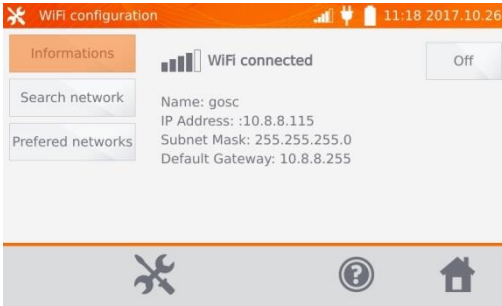 WiFi configuration
11:18 2017.10.26
Informations
WiFi connected
Off
Search network
Prefered networks
Name: gosc
IP Address: :10.8.8.115
Subnet Mask: 255.255.255.0
Default Gateway: 10.8.8.255
?